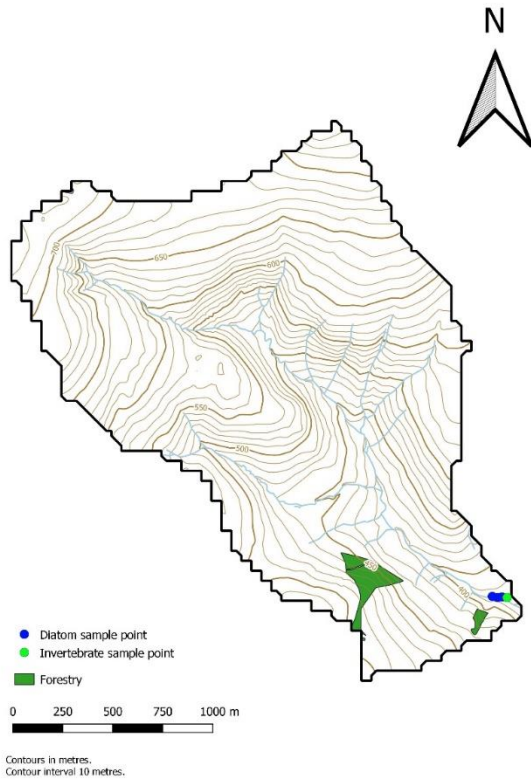 N
700
650
600
550
500
450
400
Diatom sample point
Invertebrate sample point
Forestry
0 250 500 750 1000 m
Contours in metres.
Contour interval 10 metres.